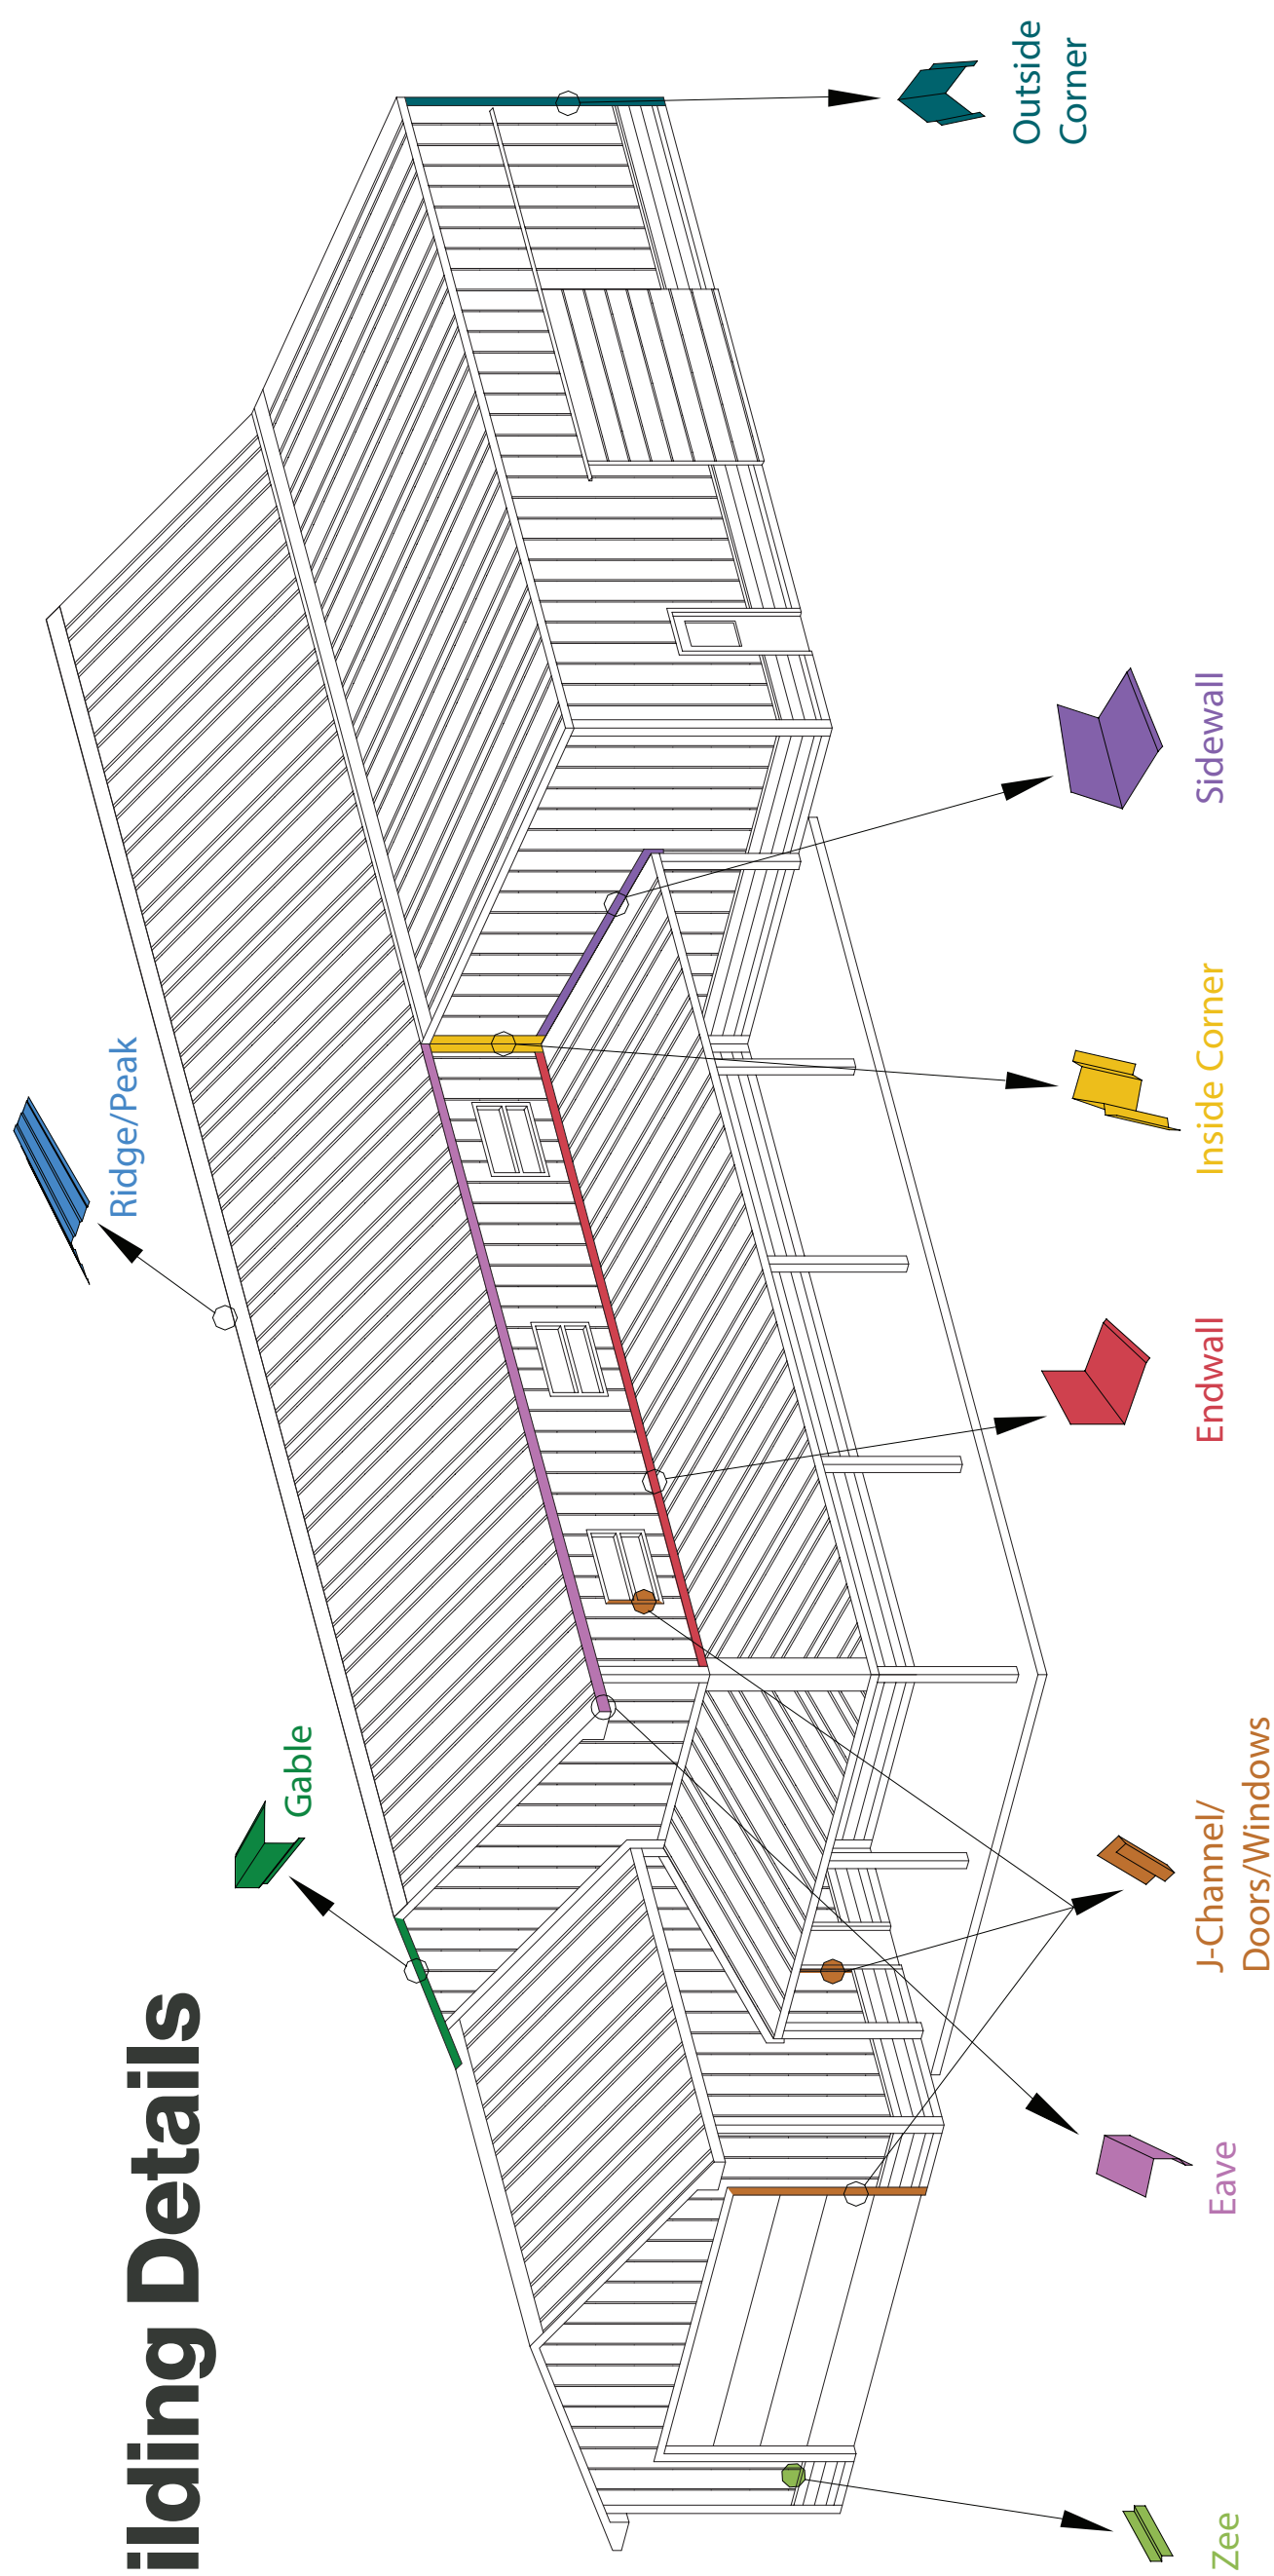 ilding Details
Gable
Ridge/Peak
Zee
Eave
J-Channel/
Doors/Windows
Endwall
Inside Corner
Sidewall
Outside
Corner